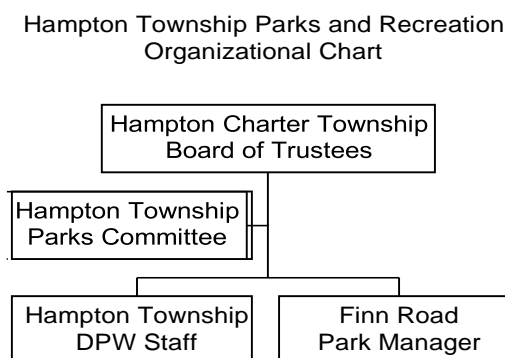 Hampton Township Parks and Recreation
Organizational Chart
Hampton Charter Township
Board of Trustees
Hampton Township
Parks Committee
Hampton Township
DPW Staff
Finn Road
Park Manager